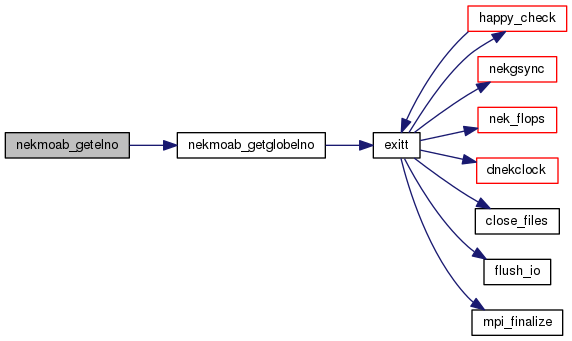 nekmoab_getelno
nekmoab_getglobelno
exitt
happy_check
nekgsync
nek_flops
dnekclock
close_files
flush_io
mpi_finalize